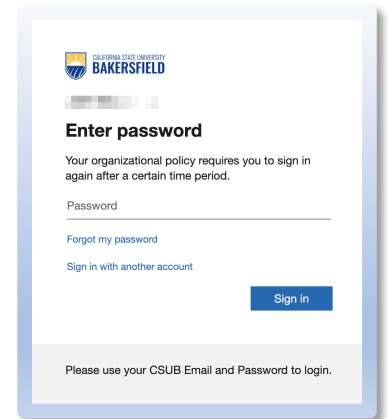 CALIFORNIA STATE UNIVERSITY
BAKERSFIELD
Enter password
Your organizational policy requires you to sign in
again after a certain time period.
Password
Forgot my password
Sign in with another account
Sign in
Please use your CSUB Email and Password to login.